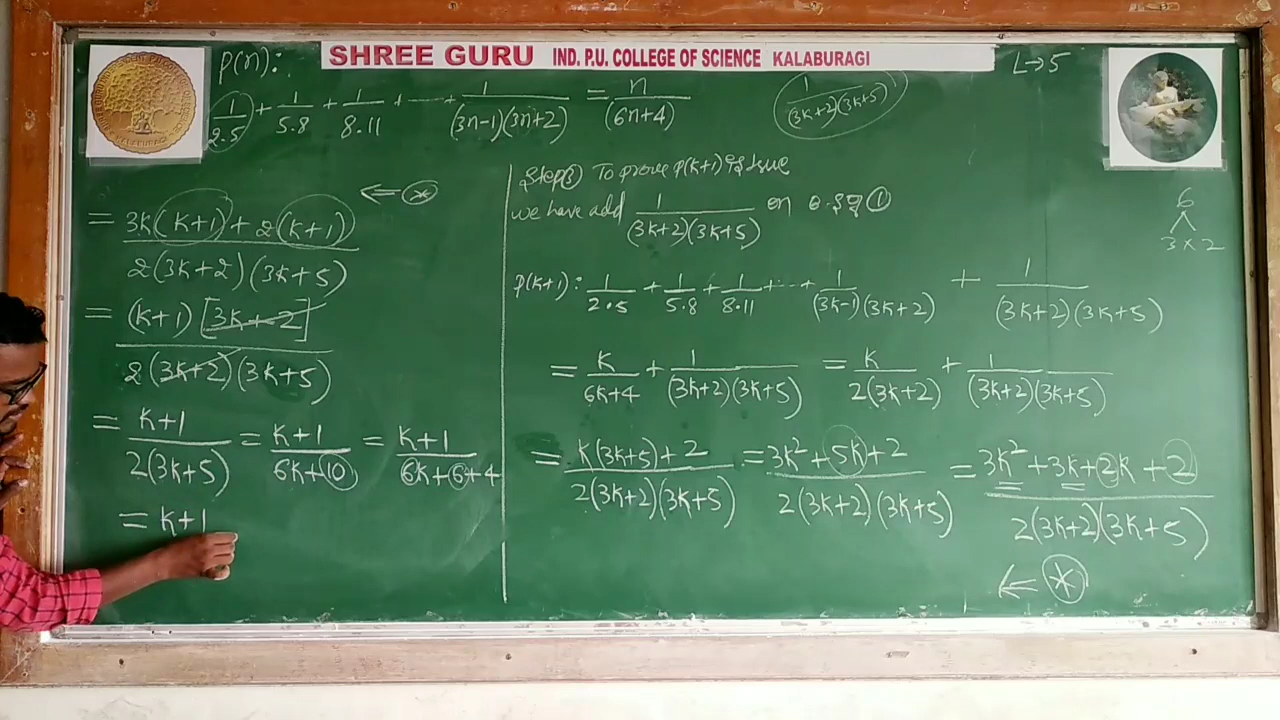 SHREE GURU IND. P.U. COLLEGE OF SCIENCE KALABURAGI
P(n): L→5
1/2.5 + 1/5.8 + 1/8.11 + ---- + 1/(3n-1)(3n+2) = n/(6n+4) 1/(3k+2)(3k+5)
← *
= 3k(k+1) + 2(k+1) / 2(3k+2)(3k+5)
= (k+1)[3k+2] / 2(3k+2)(3k+5)
= k+1 / 2(3k+5) = k+1 / 6k+10 = k+1 / 6k+6+4
= k+1
Step(3) To prove P(k+1) is true
we have add 1/(3k+2)(3k+5) on eq 1
6
3×2
P(k+1): 1/2.5 + 1/5.8 + 1/8.11 + --- + 1/(3k-1)(3k+2) + 1/(3k+2)(3k+5)
= k/6k+4 + 1/(3k+2)(3k+5) = k/2(3k+2) + 1/(3k+2)(3k+5)
= k(3k+5)+2 / 2(3k+2)(3k+5) = 3k²+5k+2 / 2(3k+2)(3k+5) = 3k²+3k+2k+2 / 2(3k+2)(3k+5)
← *